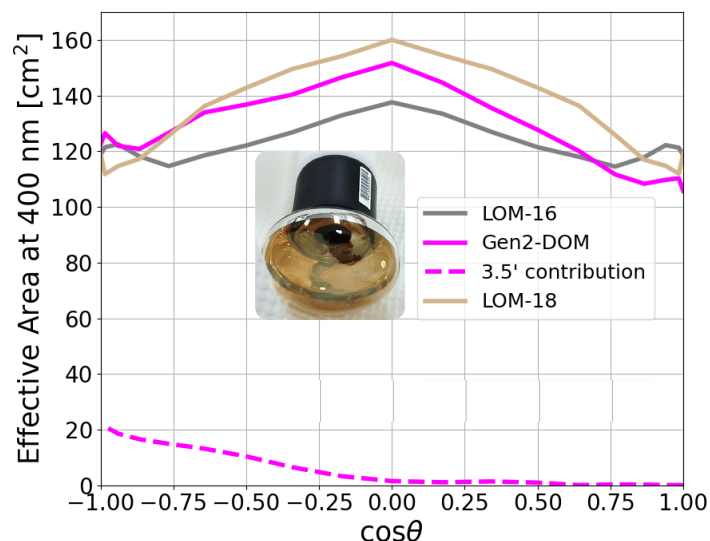 Effective Area at 400 nm [cm²]
160
140
120
100
80
60
40
20
0
LOM-16
Gen2-DOM
3.5' contribution
LOM-18
−1.00 −0.75 −0.50 −0.25 0.00 0.25 0.50 0.75 1.00
cosθ